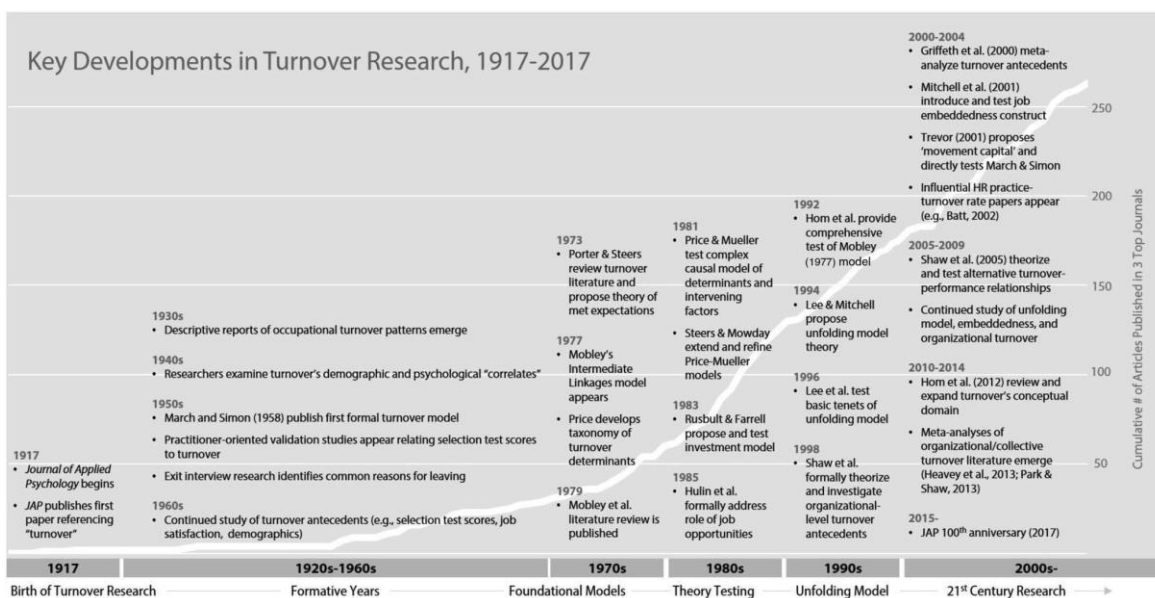 Key Developments in Turnover Research, 1917-2017
1917
• Journal of Applied
Psychology begins
• JAP publishes first
paper referencing
"turnover"
1930s
• Descriptive reports of occupational turnover patterns emerge
1940s
• Researchers examine turnover's demographic and psychological "correlates"
1950s
• March and Simon (1958) publish first formal turnover model
• Practitioner-oriented validation studies appear relating selection test scores
to turnover
• Exit interview research identifies common reasons for leaving
1960s
• Continued study of turnover antecedents (e.g., selection test scores, job
satisfaction, demographics)
1973
• Porter & Steers
review turnover
literature and
propose theory of
met expectations
1977
• Mobley's
Intermediate
Linkages model
appears
• Price develops
taxonomy of
turnover
determinants
1979
• Mobley et al.
literature review is
published
1981
• Price & Mueller
test complex
causal model of
determinants and
intervening
factors
• Steers & Mowday
extend and refine
Price-Mueller
models
1983
• Rusbult & Farrell
propose and test
investment model
1985
• Hulin et al.
formally address
role of job
opportunities
1992
• Hom et al. provide
comprehensive
test of Mobley
(1977) model
1994
• Lee & Mitchell
propose
unfolding model
theory
1996
• Lee et al. test
basic tenets of
unfolding model
1998
• Shaw et al.
formally theorize
and investigate
organizational-
level turnover
antecedents
2000-2004
• Griffeth et al. (2000) meta-
analyze turnover antecedents
• Mitchell et al. (2001)
introduce and test job
embeddedness construct
• Trevor (2001) proposes
'movement capital' and
directly tests March & Simon
• Influential HR practice-
turnover rate papers appear
(e.g., Batt, 2002)
2005-2009
• Shaw et al. (2005) theorize
and test alternative turnover-
performance relationships
• Continued study of unfolding
model, embeddedness, and
organizational turnover
2010-2014
• Hom et al. (2012) review and
expand turnover's conceptual
domain
• Meta-analyses of
organizational/collective
turnover literature emerge
(Heavey et al., 2013; Park &
Shaw, 2013)
2015-
• JAP 100th anniversary (2017)
250
200
150
100
50
Cumulative # of Articles Published in 3 Top Journals
1917
1920s-1960s
1970s
1980s
1990s
2000s-
Birth of Turnover Research
Formative Years
Foundational Models
Theory Testing
Unfolding Model
21st Century Research